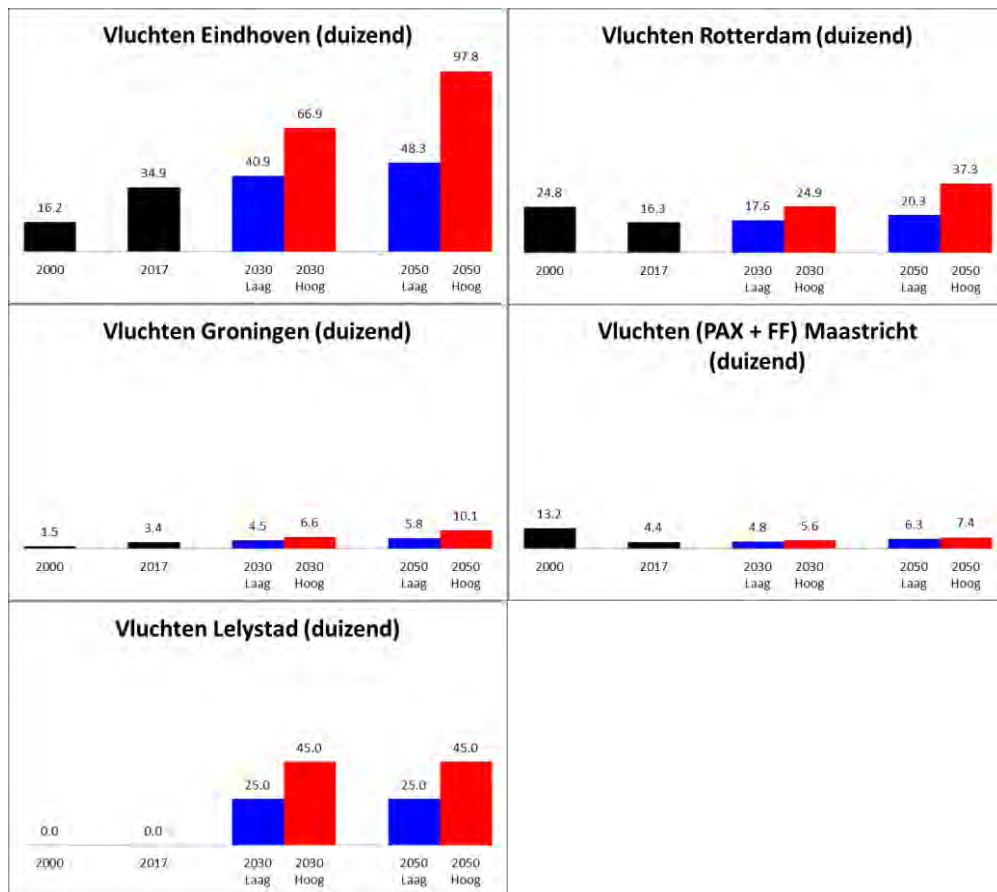 Vluchten Eindhoven (duizend)
97.8
66.9
48.3
40.9
34.9
16.2
2000 2017 2030 2030 2050 2050
Laag Hoog Laag Hoog
Vluchten Rotterdam (duizend)
37.3
24.8 24.9
20.3
16.3 17.6
2000 2017 2030 2030 2050 2050
Laag Hoog Laag Hoog
Vluchten Groningen (duizend)
10.1
1.5 3.4 4.5 6.6 5.8
2000 2017 2030 2030 2050 2050
Laag Hoog Laag Hoog
Vluchten (PAX + FF) Maastricht
(duizend)
13.2
4.4 4.8 5.6 6.3 7.4
2000 2017 2030 2030 2050 2050
Laag Hoog Laag Hoog
Vluchten Lelystad (duizend)
45.0 45.0
25.0 25.0
0.0 0.0
2000 2017 2030 2030 2050 2050
Laag Hoog Laag Hoog